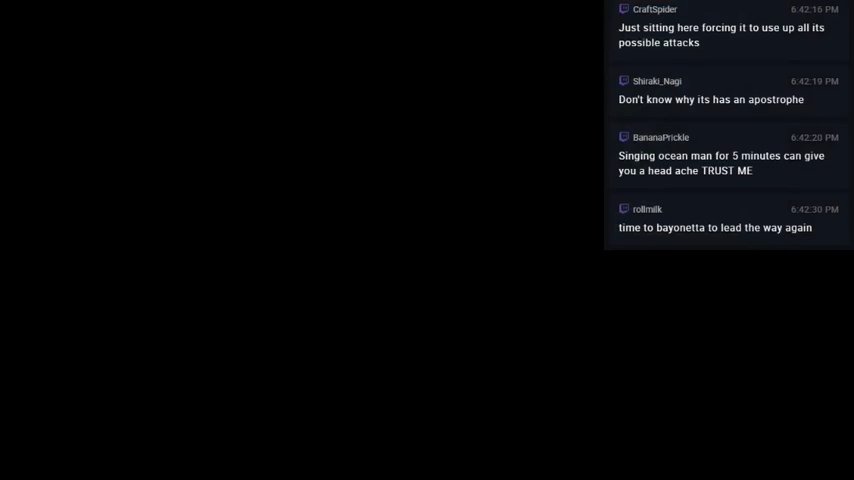 CraftSpider 6:42:16 PM
Just sitting here forcing it to use up all its
possible attacks
Shiraki_Nagi 6:42:19 PM
Don't know why its has an apostrophe
BananaPrickle 6:42:20 PM
Singing ocean man for 5 minutes can give
you a head ache TRUST ME
rollmilk 6:42:30 PM
time to bayonetta to lead the way again